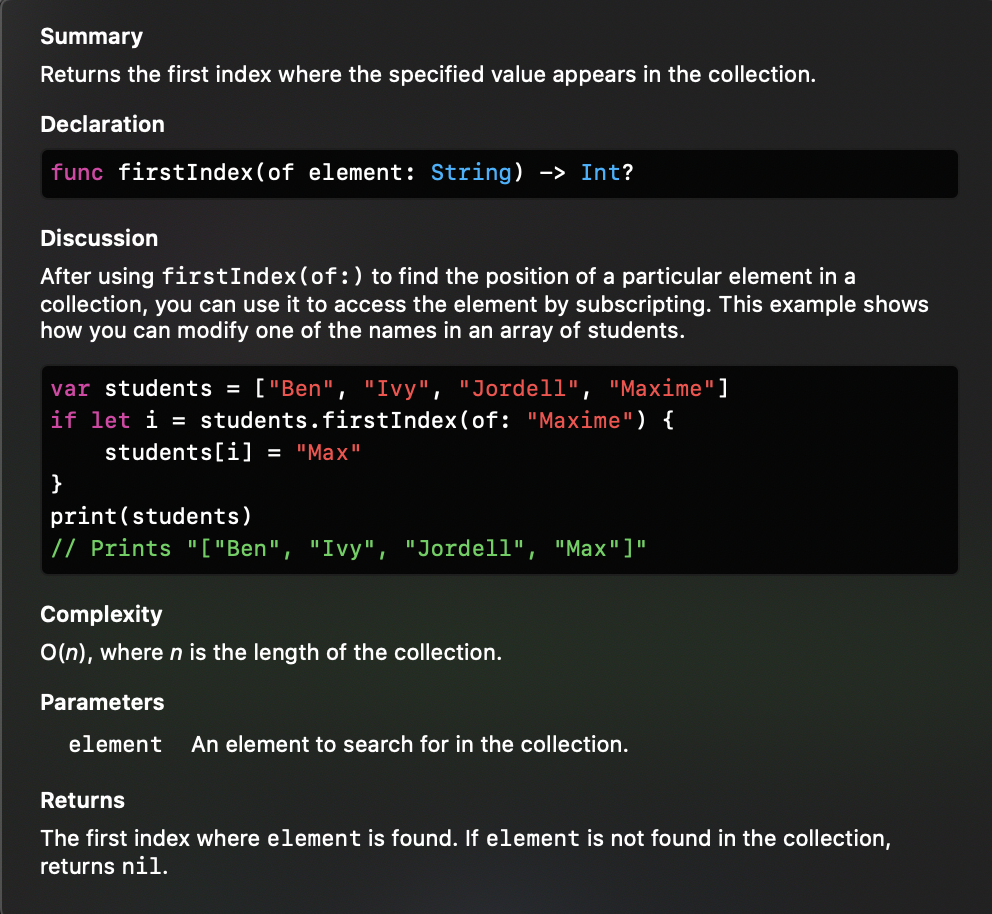 Summary
Returns the first index where the specified value appears in the collection.
Declaration
func firstIndex(of element: String) -> Int?
Discussion
After using firstIndex(of:) to find the position of a particular element in a
collection, you can use it to access the element by subscripting. This example shows
how you can modify one of the names in an array of students.
var students = ["Ben", "Ivy", "Jordell", "Maxime"]
if let i = students.firstIndex(of: "Maxime") {
    students[i] = "Max"
}
print(students)
// Prints "["Ben", "Ivy", "Jordell", "Max"]"
Complexity
O(n), where n is the length of the collection.
Parameters
element An element to search for in the collection.
Returns
The first index where element is found. If element is not found in the collection,
returns nil.